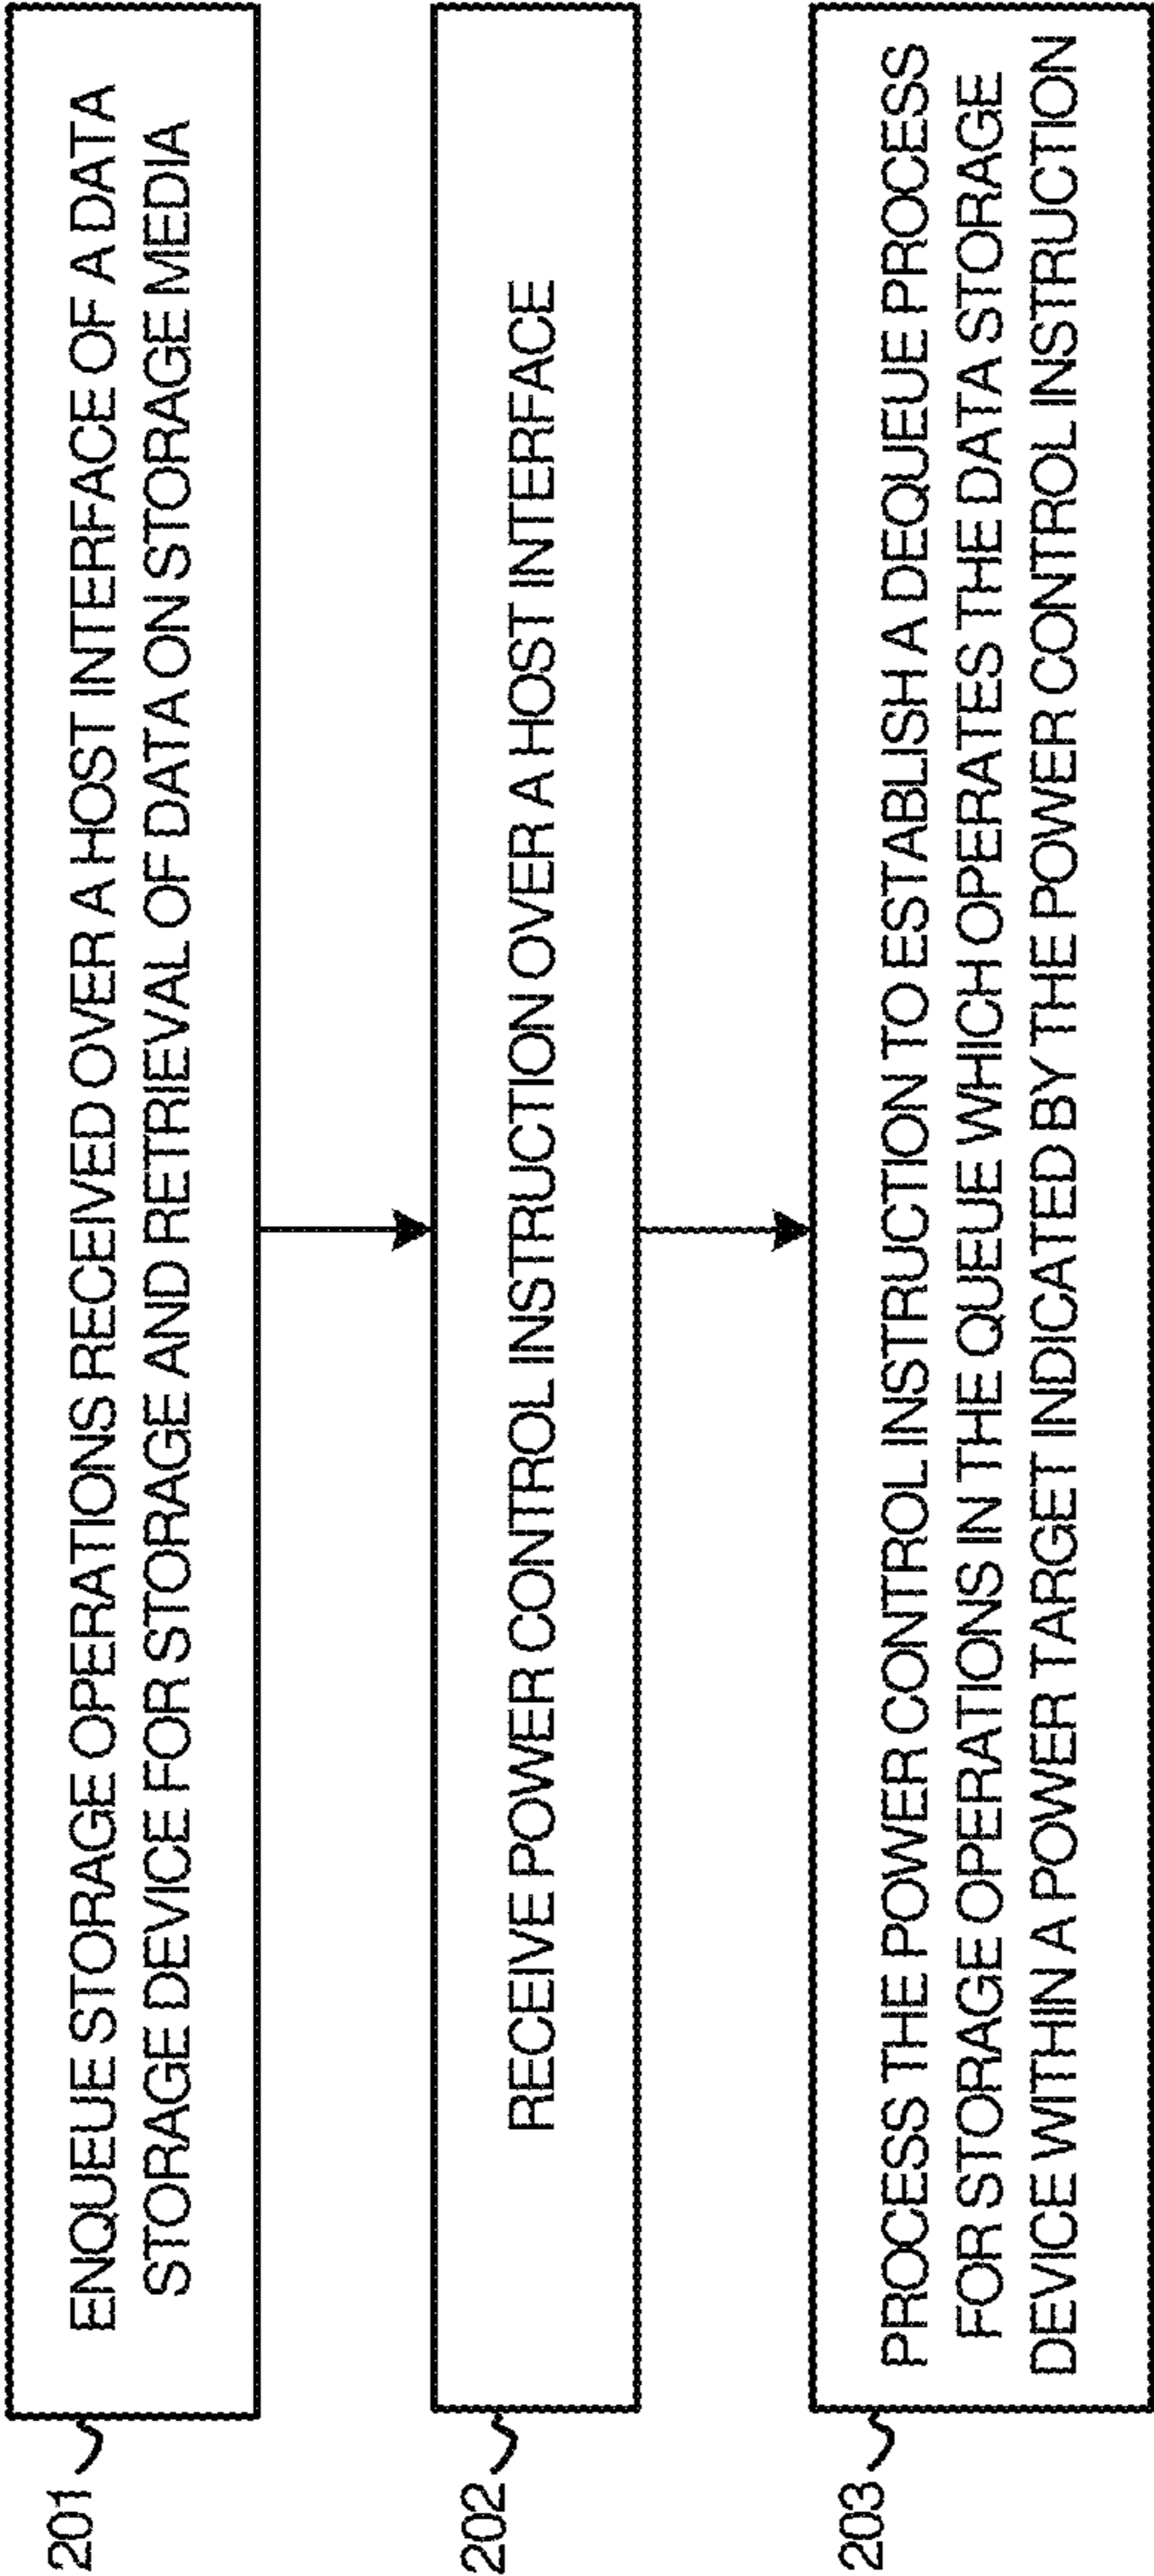 201
ENQUEUE STORAGE OPERATIONS RECEIVED OVER A HOST INTERFACE OF A DATA
STORAGE DEVICE FOR STORAGE AND RETRIEVAL OF DATA ON STORAGE MEDIA
202
RECEIVE POWER CONTROL INSTRUCTION OVER A HOST INTERFACE
203
PROCESS THE POWER CONTROL INSTRUCTION TO ESTABLISH A DEQUEUE PROCESS
FOR STORAGE OPERATIONS IN THE QUEUE WHICH OPERATES THE DATA STORAGE
DEVICE WITHIN A POWER TARGET INDICATED BY THE POWER CONTROL INSTRUCTION